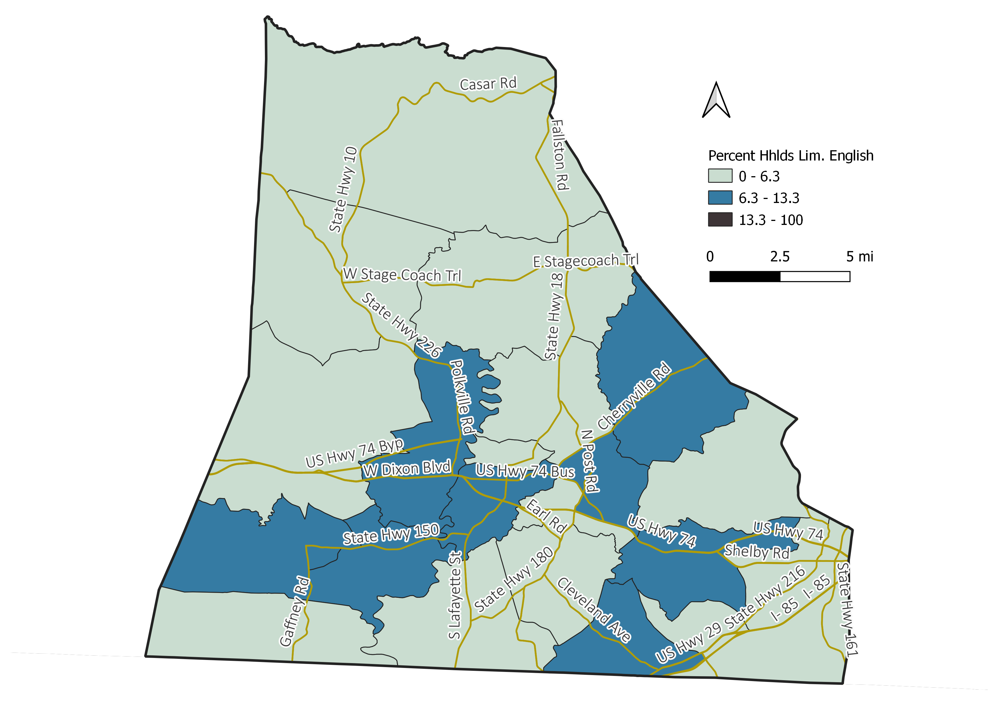 Casar Rd
Fallston Rd
State Hwy 10
Percent Hhlds Lim. English
0 - 6.3
6.3 - 13.3
13.3 - 100
0 2.5 5 mi
E Stagecoach Trl
W Stage Coach Trl
State Hwy 18
State Hwy 226
Polkville Rd
Cherryville Rd
N Post Rd
US Hwy 74 Byp
W Dixon Blvd
US Hwy 74 Bus
Earl Rd
US Hwy 74
US Hwy 74
State Hwy 150
Shelby Rd
S Lafayette St
State Hwy 180
Gaffney Rd
Cleveland Ave
State Hwy 216
I- 85
I- 85
US Hwy 29
State Hwy 161